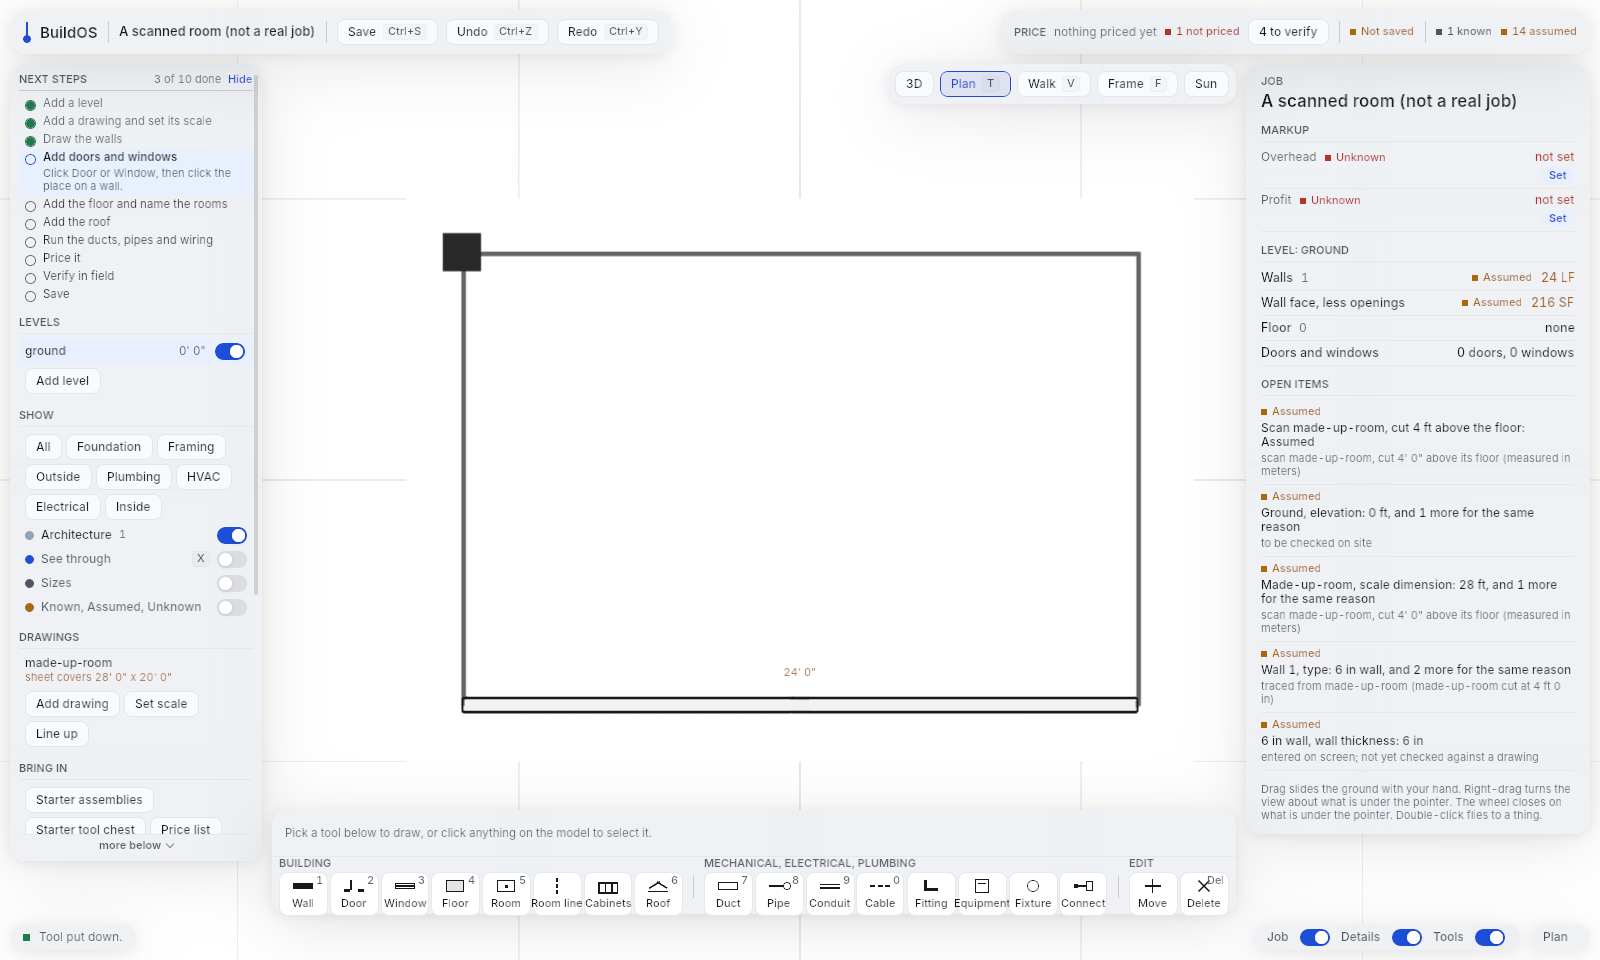 BuildOS
A scanned room (not a real job)
Save Ctrl+S
Undo Ctrl+Z
Redo Ctrl+Y
PRICE nothing priced yet 1 not priced
4 to verify
Not saved
1 known 14 assumed
3D
Plan T
Walk V
Frame F
Sun
NEXT STEPS 3 of 10 done Hide
Add a level
Add a drawing and set its scale
Draw the walls
Add doors and windows
Click Door or Window, then click the
place on a wall.
Add the floor and name the rooms
Add the roof
Run the ducts, pipes and wiring
Price it
Verify in field
Save
LEVELS
ground 0' 0"
Add level
SHOW
All Foundation Framing
Outside Plumbing HVAC
Electrical Inside
Architecture 1
See through X
Sizes
Known, Assumed, Unknown
DRAWINGS
made-up-room
sheet covers 28' 0" x 20' 0"
Add drawing Set scale
Line up
BRING IN
Starter assemblies
Starter tool chest Price list
more below
24' 0"
JOB
A scanned room (not a real job)
MARKUP
Overhead Unknown not set
Set
Profit Unknown not set
Set
LEVEL: GROUND
Walls 1 Assumed 24 LF
Wall face, less openings Assumed 216 SF
Floor 0 none
Doors and windows 0 doors, 0 windows
OPEN ITEMS
Assumed
Scan made-up-room, cut 4 ft above the floor:
Assumed
scan made-up-room, cut 4' 0" above its floor (measured in
meters)
Assumed
Ground, elevation: 0 ft, and 1 more for the same
reason
to be checked on site
Assumed
Made-up-room, scale dimension: 28 ft, and 1 more
for the same reason
scan made-up-room, cut 4' 0" above its floor (measured in
meters)
Assumed
Wall 1, type: 6 in wall, and 2 more for the same reason
traced from made-up-room (made-up-room cut at 4 ft 0
in)
Assumed
6 in wall, wall thickness: 6 in
entered on screen; not yet checked against a drawing
Drag slides the ground with your hand. Right-drag turns the
view about what is under the pointer. The wheel closes on
what is under the pointer. Double-click flies to a thing.
Pick a tool below to draw, or click anything on the model to select it.
BUILDING
1 Wall
2 Door
3 Window
4 Floor
5 Room
Room line
Cabinets
6 Roof
MECHANICAL, ELECTRICAL, PLUMBING
7 Duct
8 Pipe
9 Conduit
0 Cable
Fitting
Equipment
Fixture
Connect
EDIT
Move
Del Delete
Tool put down.
Job Details Tools Plan